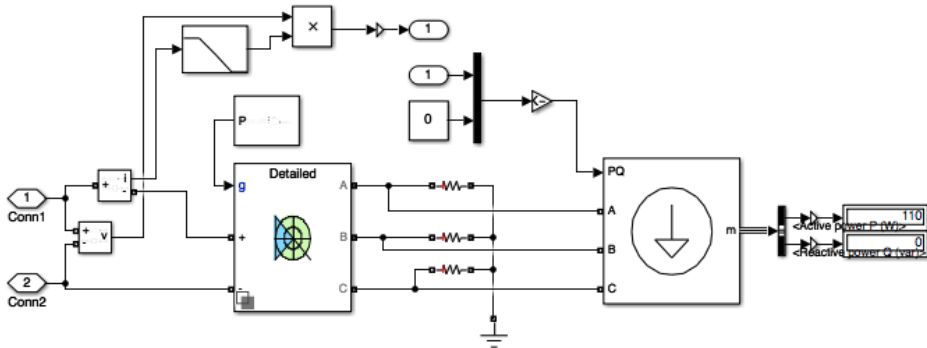 ×
1
1
0
P
Detailed
g
A
B
C
+
-
i
+
-
1
Conn1
+
-
v
2
Conn2
K-
PQ
A
B
C
m
110
<Active power P (W)>
0
<Reactive power Q (var)>